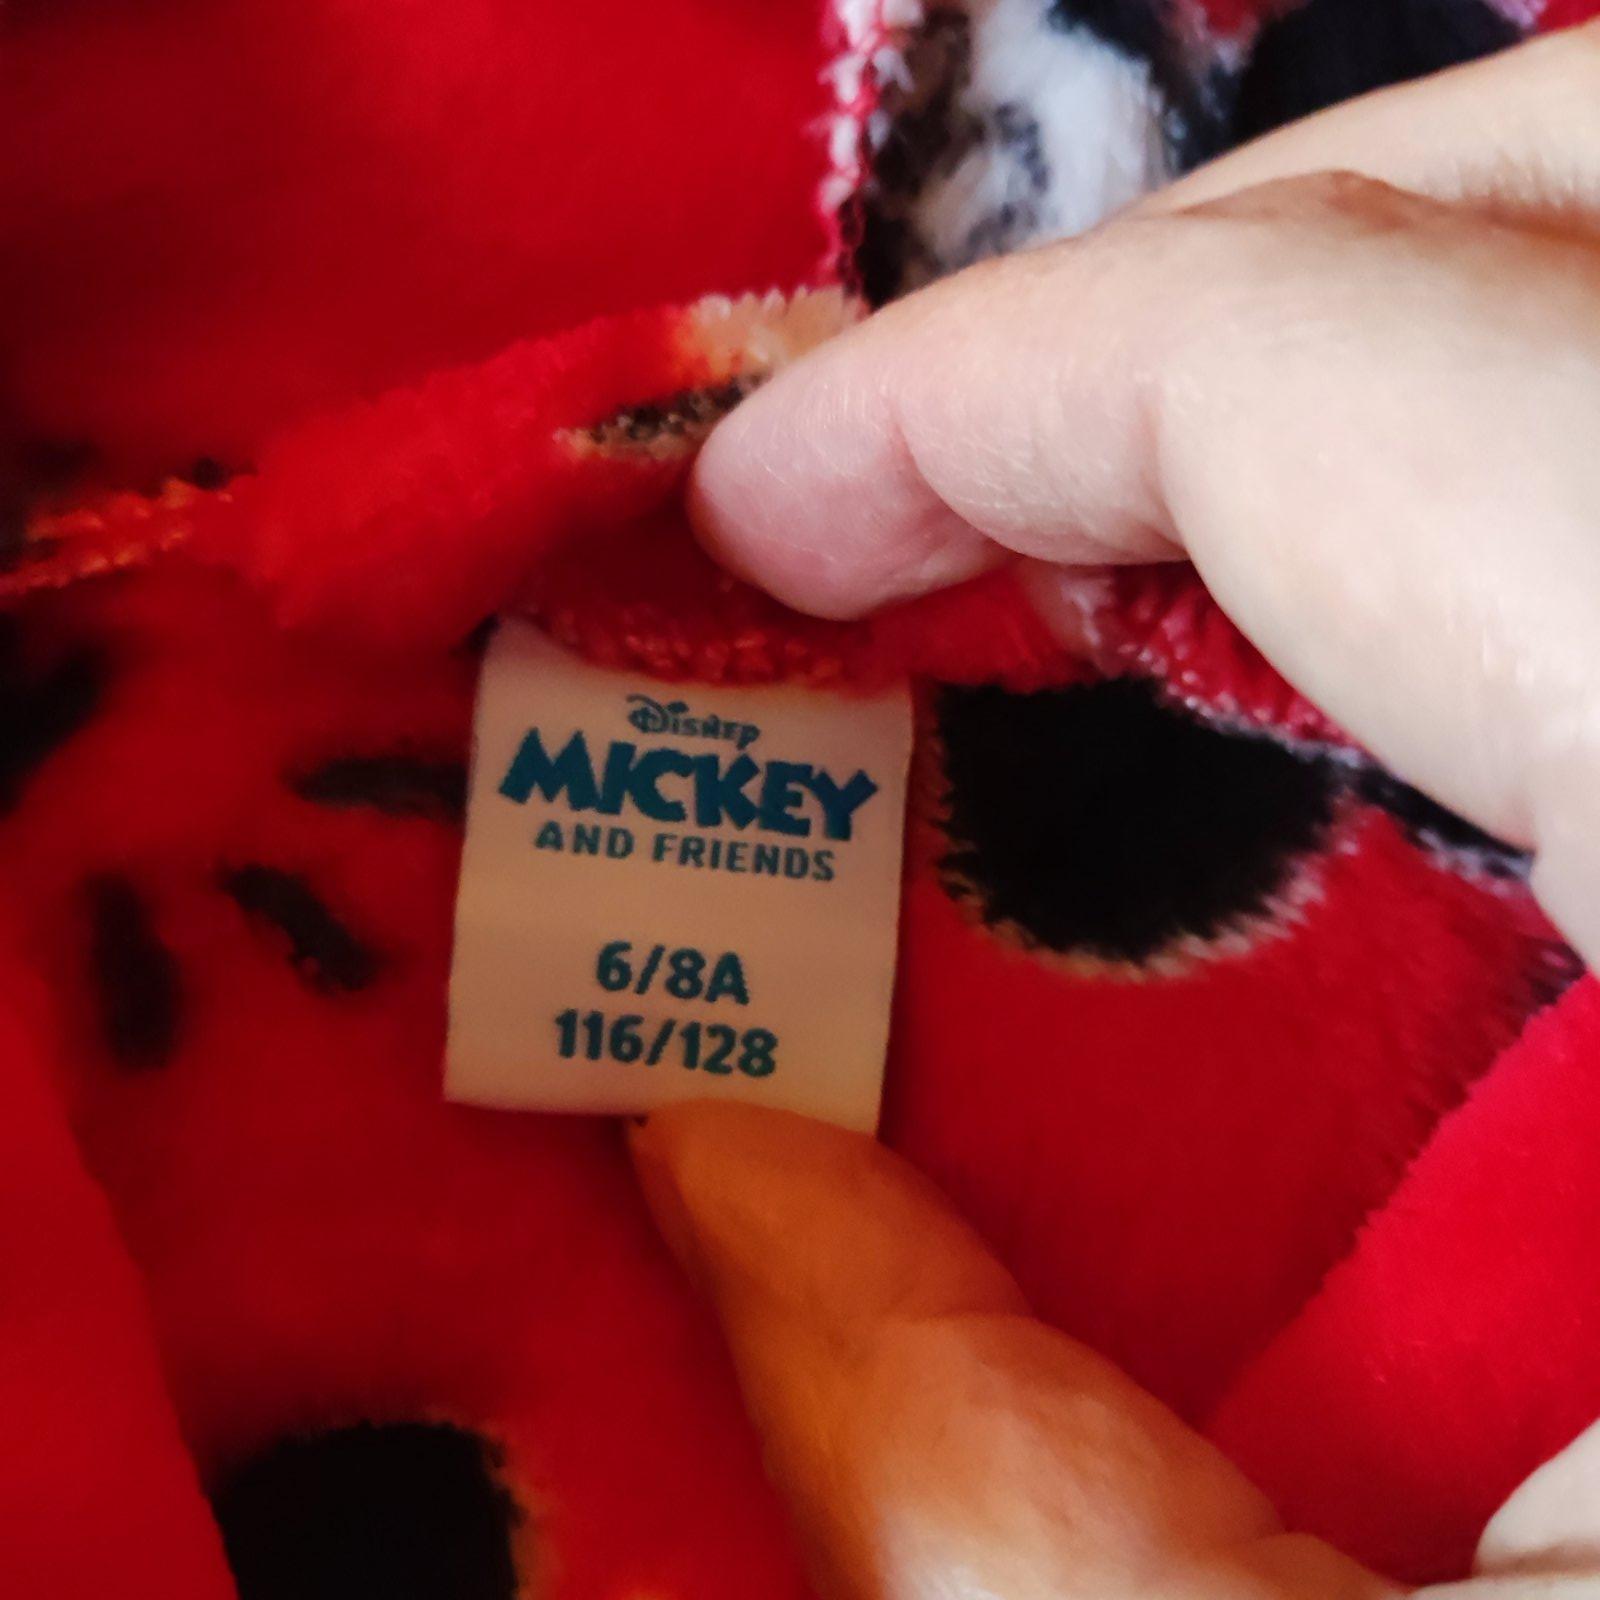 Disney
MICKEY
AND FRIENDS
6/8A
116/128